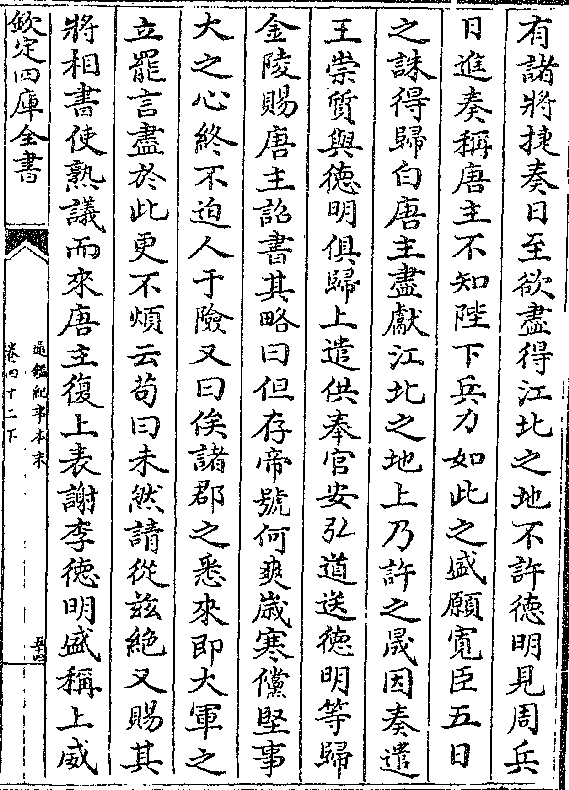 有諸將捷奏日至欲盡得江北之地不許德明見周兵
日進奏稱唐主不知陛下兵力如此之盛願寛臣五日
之誅得歸白唐主盡獻江北之地上乃許之晟因奏遣
王崇質與德明俱歸上遣供奉官安弘道送德明等歸
金陵賜唐主詔書其略曰但存帝號何爽嵗寒儻堅事
大之心終不迫人于險又曰俟諸郡之悉來即大軍之
立罷言盡於此更不煩云苟曰未然請從兹絶又賜其
將相書使熟議而來唐主復上表謝李德明盛稱上威
欽定四庫全書
通鑑紀事本末
卷四十二下
五四